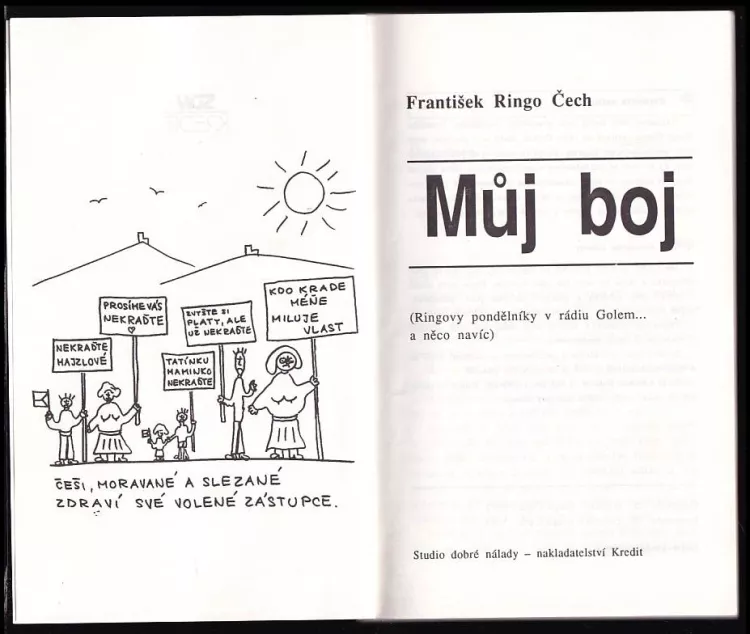 PROSÍME VÁS
NEKRAĎTE
NEKRAĎTE
HAJZLOVÉ
TATÍNKU
MAMINKO
NEKRAĎTE
ZVYŠTE SI
PLATY, ALE
UŽ NEKRAĎTE
KDO KRADE
MÉNĚ
MILUJE
VLAST
ČEŠI, MORAVANÉ A SLEZANÉ
ZDRAVÍ SVÉ VOLENÉ ZÁSTUPCE.
František Ringo Čech
Můj boj
(Ringovy pondělníky v rádiu Golem...
a něco navíc)
Studio dobré nálady – nakladatelství Kredit